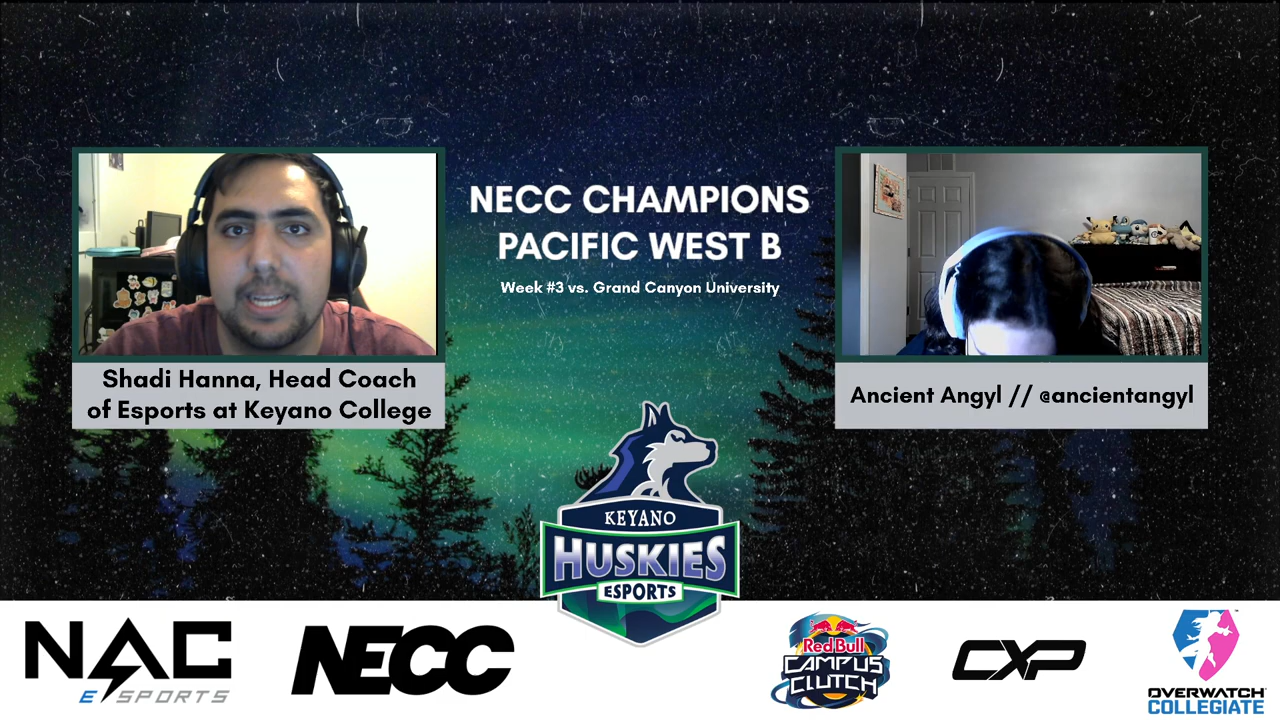 NECC CHAMPIONS
PACIFIC WEST B
Week #3 vs. Grand Canyon University
Shadi Hanna, Head Coach
of Esports at Keyano College
Ancient Angyl // @ancientangyl
KEYANO
HUSKIES
ESPORTS
NAC
ESPORTS
NECC
Red Bull
CAMPUS
CLUTCH
CXP
OVERWATCH
COLLEGIATE